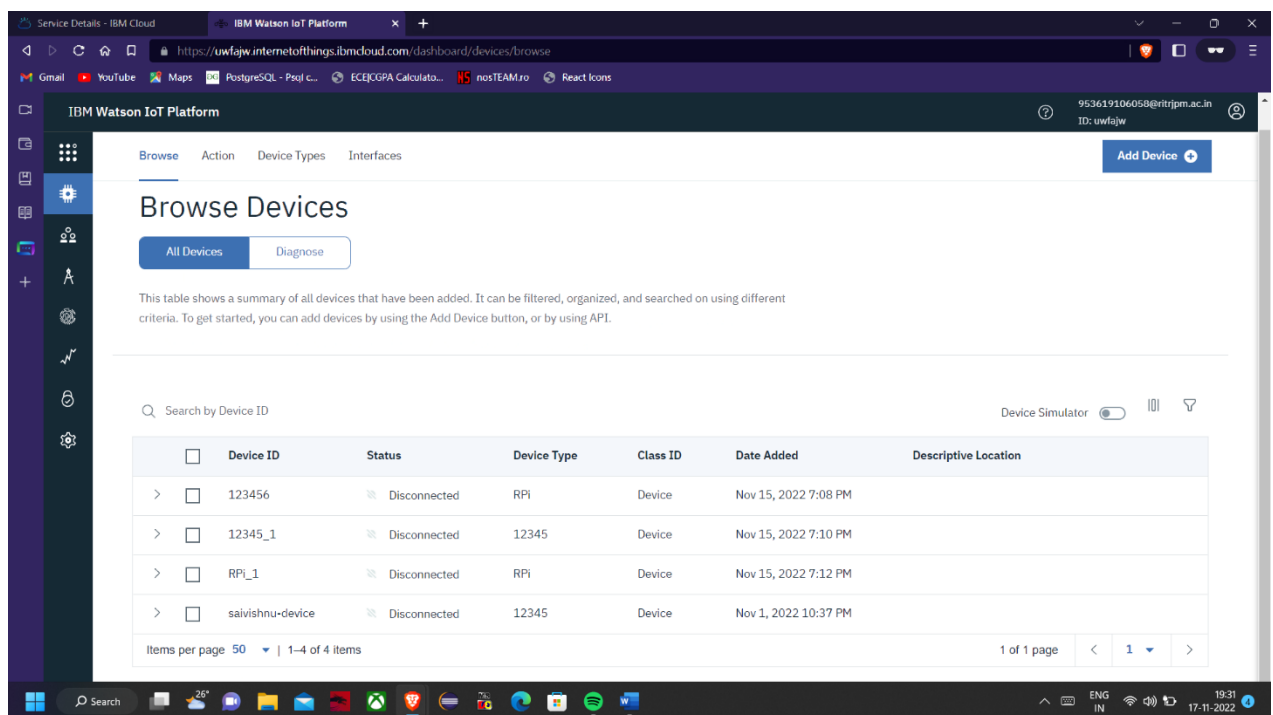 Service Details - IBM Cloud
IBM Watson IoT Platform
https://uwfajw.internetofthings.ibmcloud.com/dashboard/devices/browse
Gmail YouTube Maps PostgreSQL - Psql c... ECE|CGPA Calculato... nosTEAM.ro React Icons
IBM Watson IoT Platform
953619106058@ritrjpm.ac.in
ID: uwfajw
Browse Action Device Types Interfaces
Add Device
Browse Devices
All Devices Diagnose
This table shows a summary of all devices that have been added. It can be filtered, organized, and searched on using different
criteria. To get started, you can add devices by using the Add Device button, or by using API.
Search by Device ID
Device Simulator
Device ID Status Device Type Class ID Date Added Descriptive Location
123456 Disconnected RPi Device Nov 15, 2022 7:08 PM
12345_1 Disconnected 12345 Device Nov 15, 2022 7:10 PM
RPi_1 Disconnected RPi Device Nov 15, 2022 7:12 PM
saivishnu-device Disconnected 12345 Device Nov 1, 2022 10:37 PM
Items per page 50 | 1–4 of 4 items
1 of 1 page 1
Search
26°
ENG
IN
19:31
17-11-2022
4